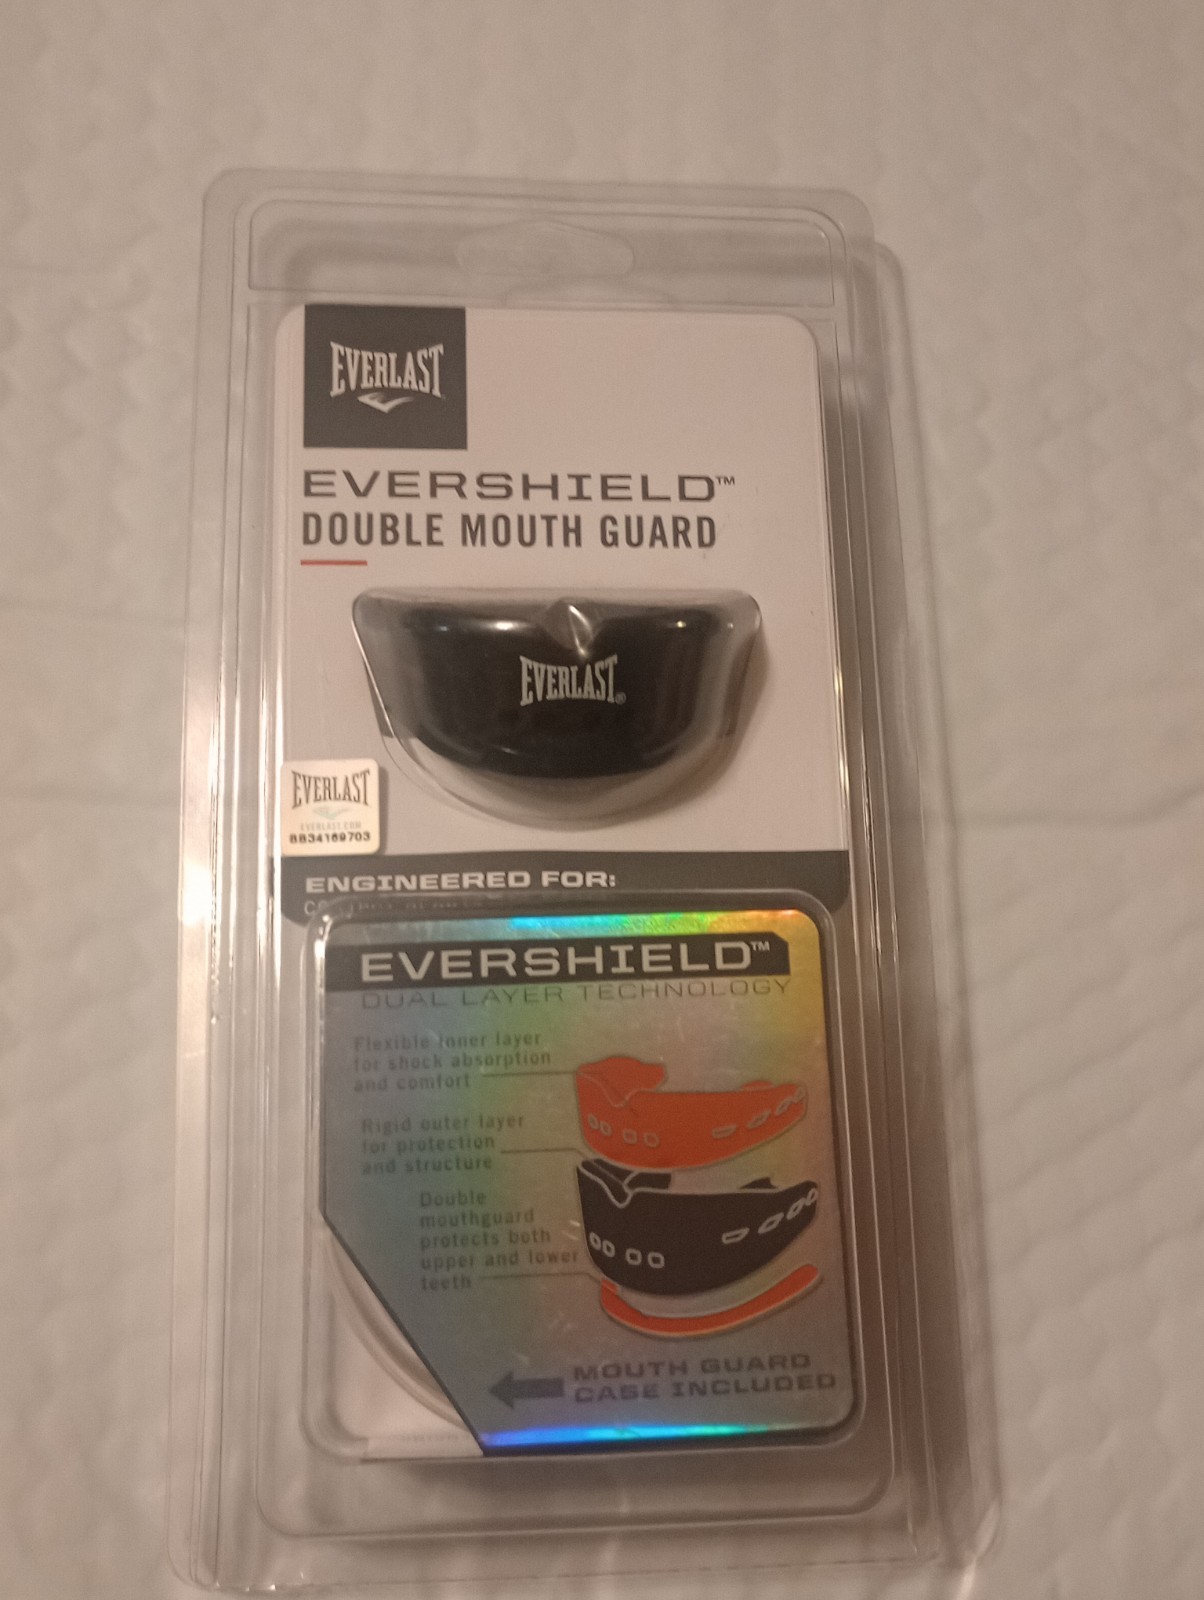 EVERLAST
EVERSHIELD™
DOUBLE MOUTH GUARD
EVERLAST®
EVERLAST
EVERLAST.COM
8834169703
ENGINEERED FOR:
EVERSHIELD™
DUAL LAYER TECHNOLOGY
Flexible inner layer
for shock absorption
and comfort
Rigid outer layer
for protection
and structure
Double
mouthguard
protects both
upper and lower
teeth
MOUTH GUARD
CASE INCLUDED